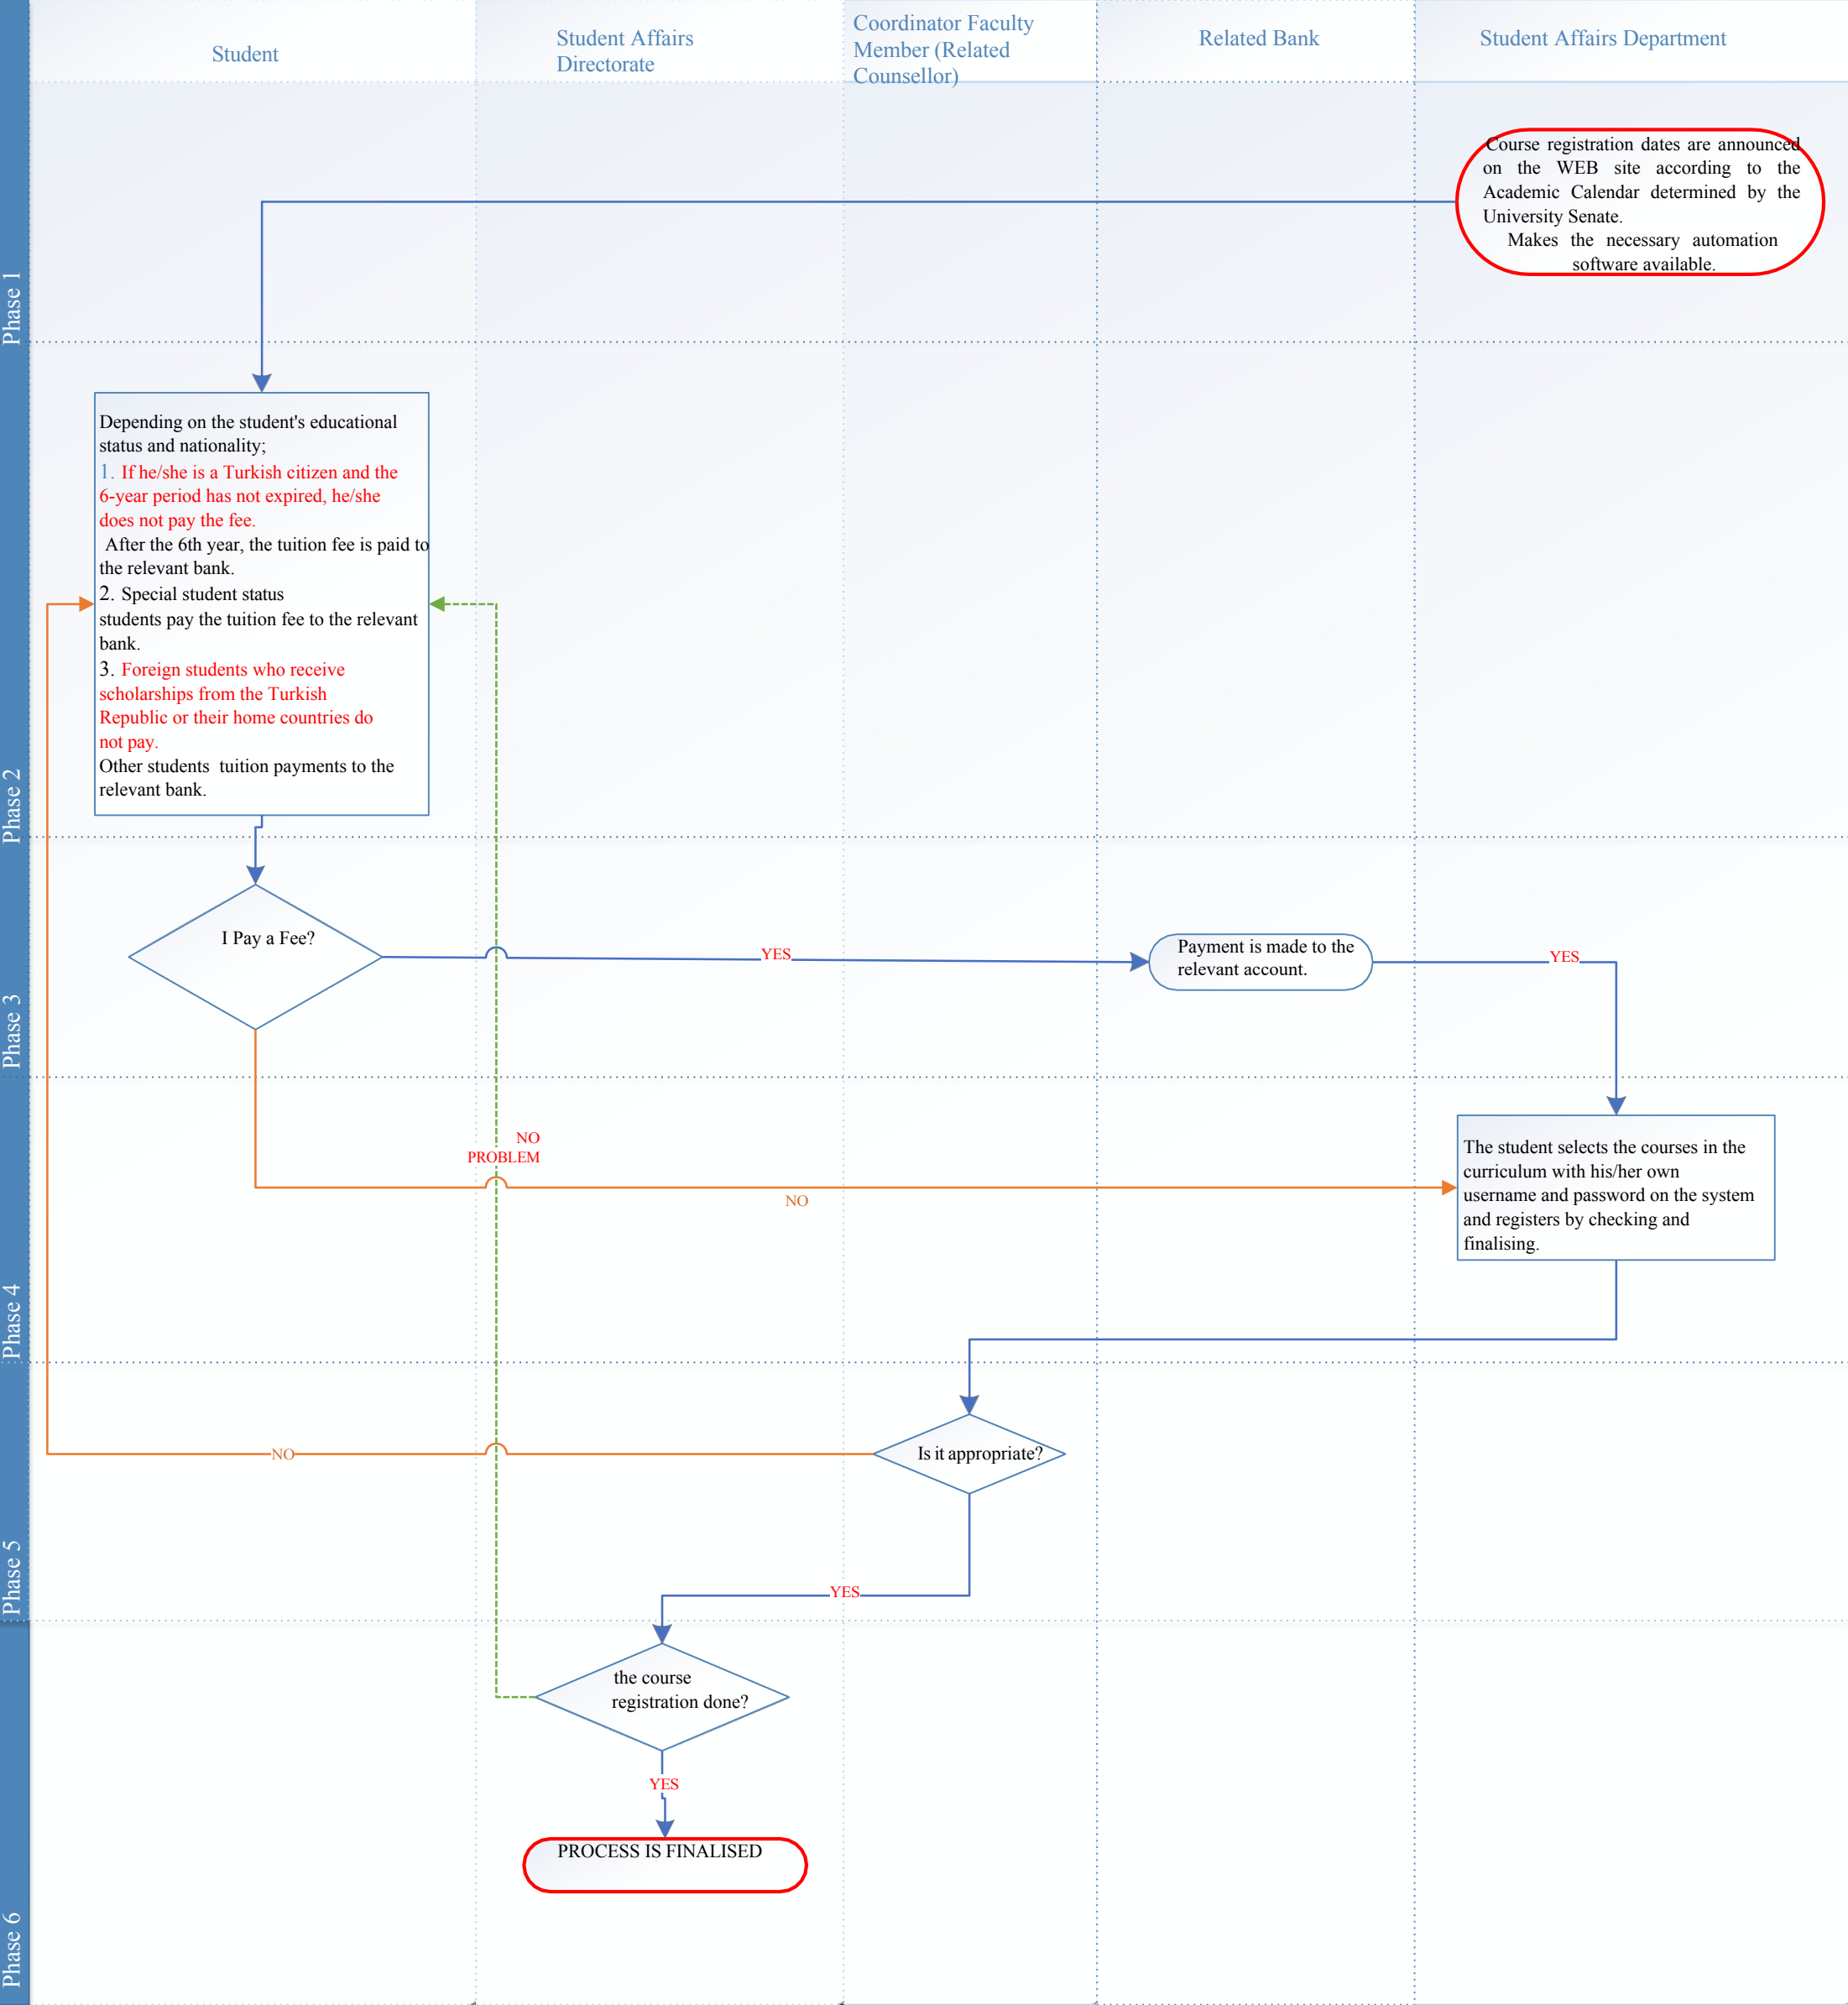 Student
Student Affairs
Directorate
Coordinator Faculty
Member (Related
Counsellor)
Related Bank
Student Affairs Department
Phase 1
Course registration dates are announced
on the WEB site according to the
Academic Calendar determined by the
University Senate.
Makes the necessary automation
software available.
Phase 2
Depending on the student's educational
status and nationality;
1. If he/she is a Turkish citizen and the
6-year period has not expired, he/she
does not pay the fee.
After the 6th year, the tuition fee is paid to
the relevant bank.
2. Special student status
students pay the tuition fee to the relevant
bank.
3. Foreign students who receive
scholarships from the Turkish
Republic or their home countries do
not pay.
Other students tuition payments to the
relevant bank.
Phase 3
I Pay a Fee?
YES
Payment is made to the
relevant account.
YES
Phase 4
NO
PROBLEM
NO
The student selects the courses in the
curriculum with his/her own
username and password on the system
and registers by checking and
finalising.
Phase 5
NO
Is it appropriate?
YES
Phase 6
the course
registration done?
YES
PROCESS IS FINALISED